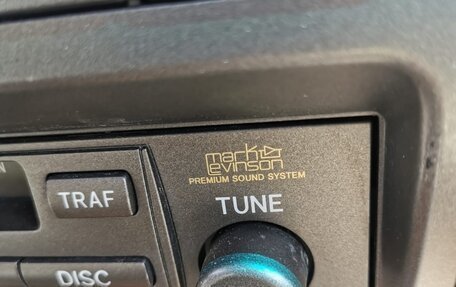 mark
Levinson
PREMIUM SOUND SYSTEM
TRAF
TUNE
DISC